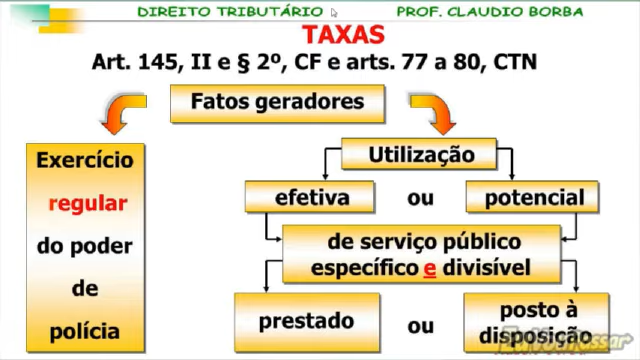 DIREITO TRIBUTÁRIO PROF. CLAUDIO BORBA
TAXAS
Art. 145, II e § 2º, CF e arts. 77 a 80, CTN
Fatos geradores
Exercício
regular
do poder
de
polícia
Utilização
efetiva ou potencial
de serviço público
específico e divisível
prestado ou posto à
disposição